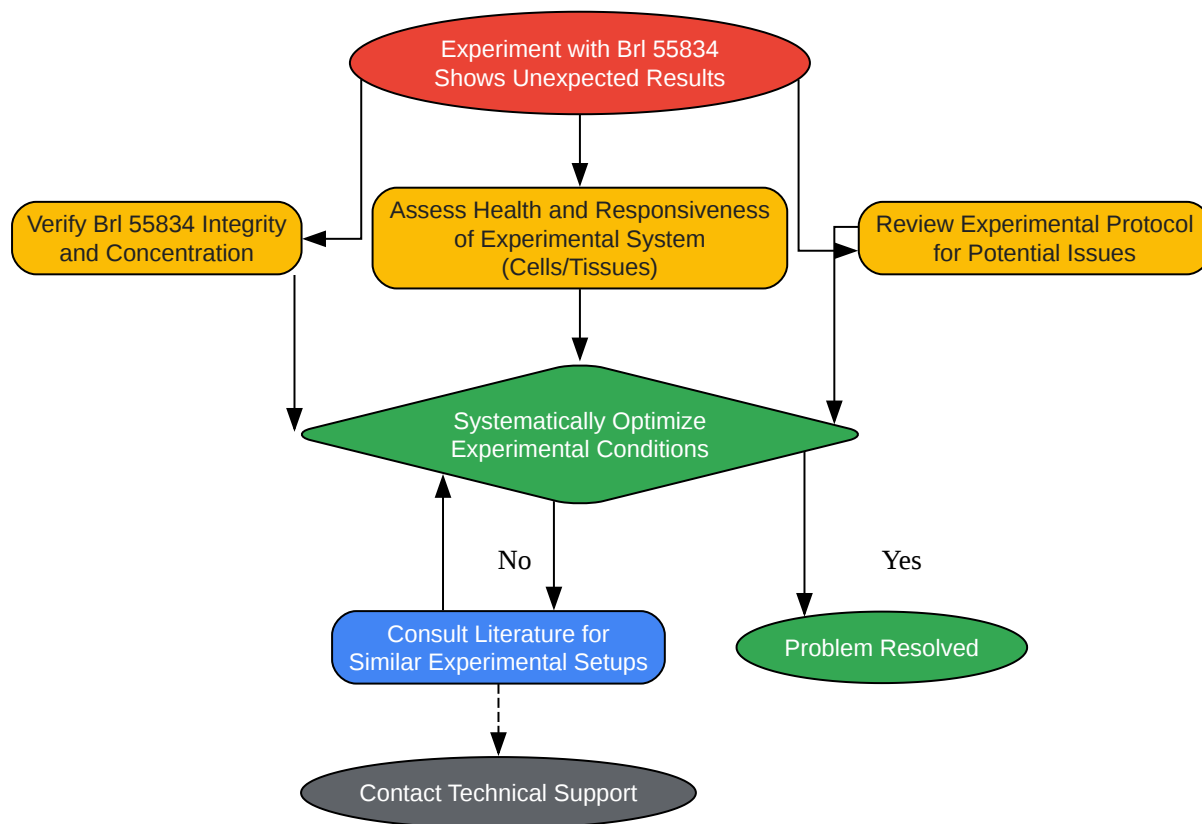 Experiment with Brl 55834
Shows Unexpected Results
Verify Brl 55834 Integrity
and Concentration
Assess Health and Responsiveness
of Experimental System
(Cells/Tissues)
Review Experimental Protocol
for Potential Issues
Systematically Optimize
Experimental Conditions
No
Yes
Consult Literature for
Similar Experimental Setups
Problem Resolved
Contact Technical Support